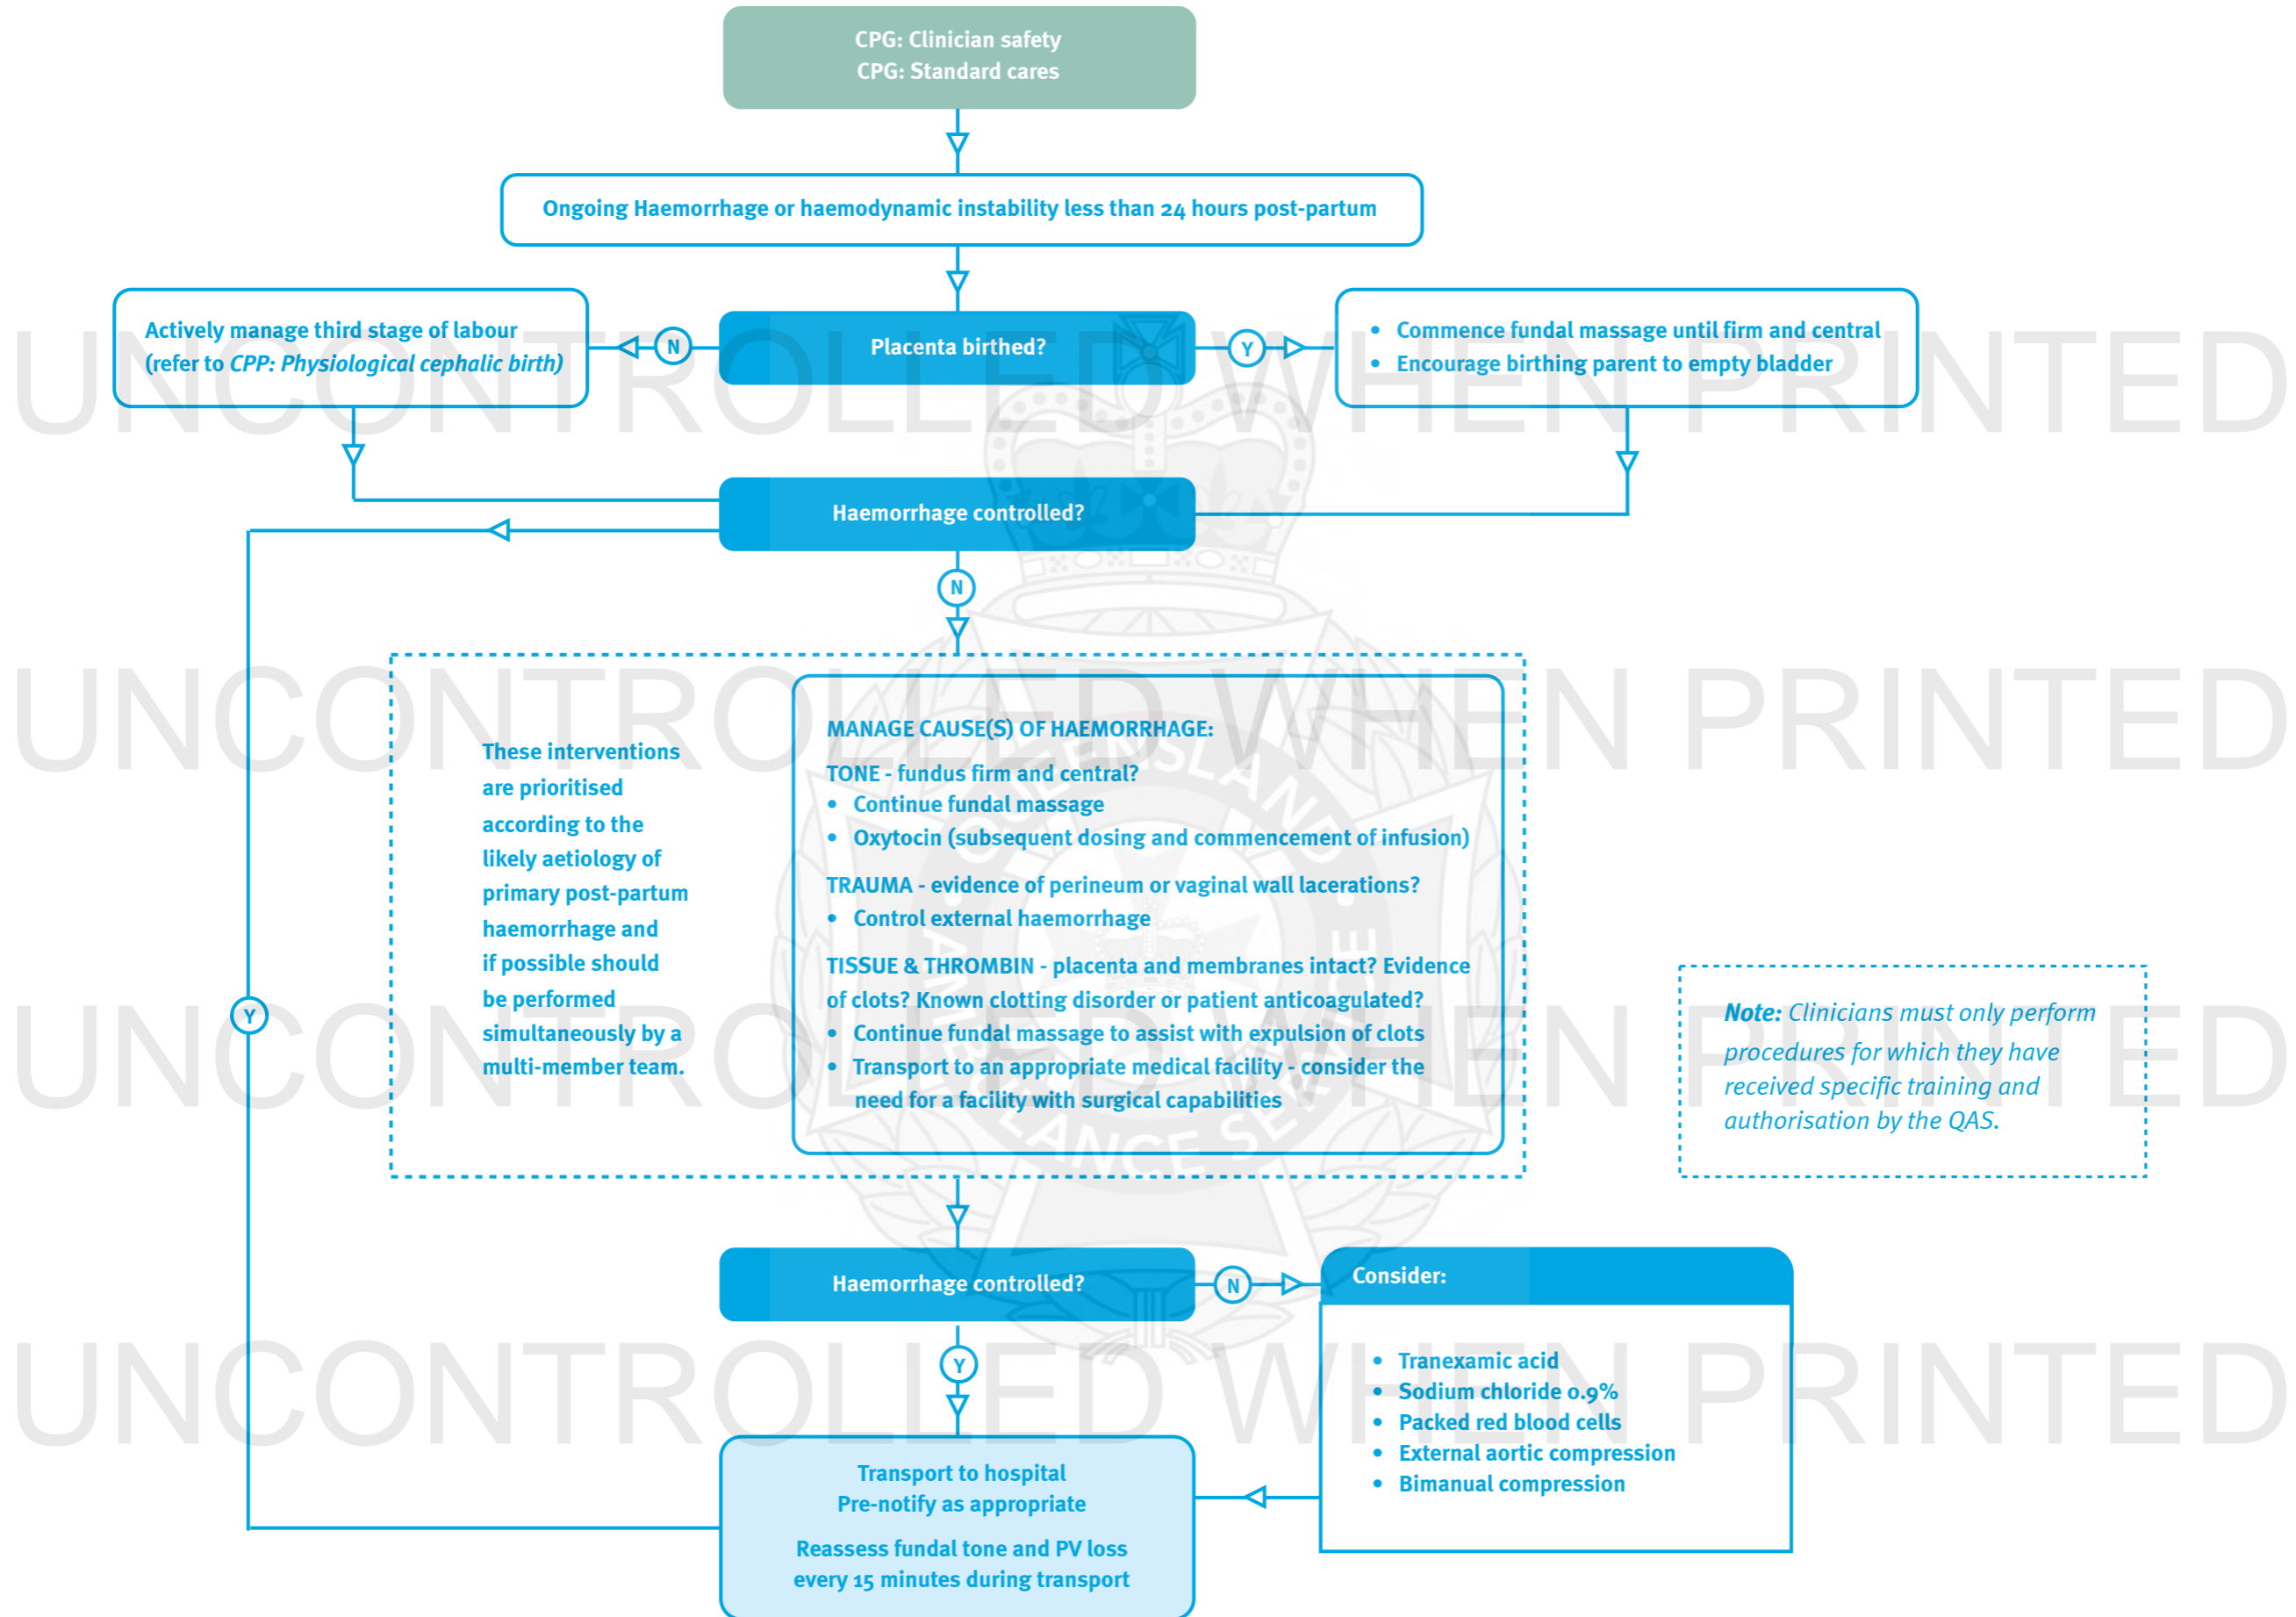 CPG: Clinician safety
CPG: Standard cares
Ongoing Haemorrhage or haemodynamic instability less than 24 hours post-partum
Actively manage third stage of labour
(refer to CPP: Physiological cephalic birth)
N
Placenta birthed?
Y
• Commence fundal massage until firm and central
• Encourage birthing parent to empty bladder
UNCONTROLLED WHEN PRINTED
Haemorrhage controlled?
N
UNCONTROLLED WHEN PRINTED
These interventions
are prioritised
according to the
likely aetiology of
primary post-partum
haemorrhage and
if possible should
be performed
simultaneously by a
multi-member team.
MANAGE CAUSE(S) OF HAEMORRHAGE:
TONE - fundus firm and central?
• Continue fundal massage
• Oxytocin (subsequent dosing and commencement of infusion)
TRAUMA - evidence of perineum or vaginal wall lacerations?
• Control external haemorrhage
TISSUE & THROMBIN - placenta and membranes intact? Evidence
of clots? Known clotting disorder or patient anticoagulated?
• Continue fundal massage to assist with expulsion of clots
• Transport to an appropriate medical facility - consider the
need for a facility with surgical capabilities
QUEENSLAND
AMBULANCE SERVICE
Y
Note: Clinicians must only perform
procedures for which they have
received specific training and
authorisation by the QAS.
UNCONTROLLED WHEN PRINTED
Haemorrhage controlled?
N
Consider:
• Tranexamic acid
• Sodium chloride 0.9%
• Packed red blood cells
• External aortic compression
• Bimanual compression
Y
UNCONTROLLED WHEN PRINTED
Transport to hospital
Pre-notify as appropriate
Reassess fundal tone and PV loss
every 15 minutes during transport